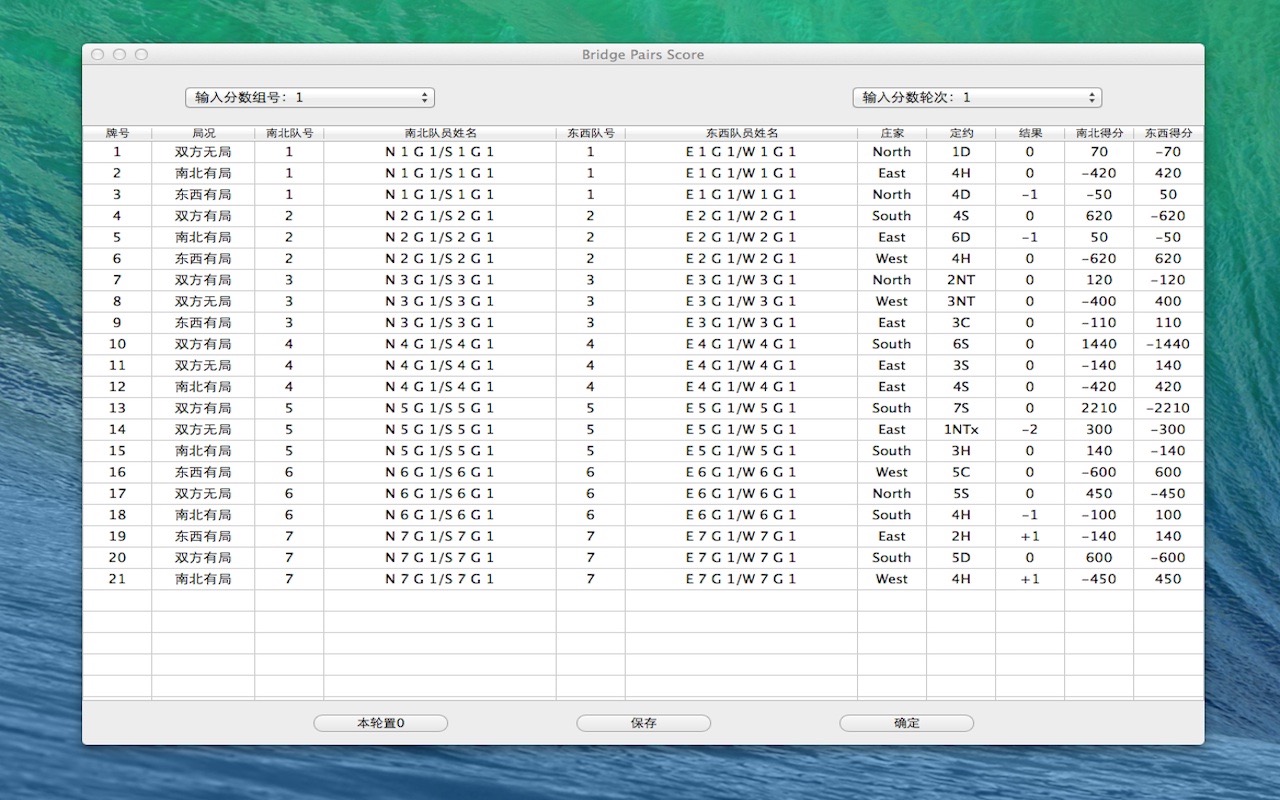 Bridge Pairs Score
输入分数组号：1 输入分数轮次：1
牌号 局况 南北队号 南北队员姓名 东西队号 东西队员姓名 庄家 定约 结果 南北得分 东西得分
1 双方无局 1 N 1 G 1/S 1 G 1 1 E 1 G 1/W 1 G 1 North 1D 0 70 -70
2 南北有局 1 N 1 G 1/S 1 G 1 1 E 1 G 1/W 1 G 1 East 4H 0 -420 420
3 东西有局 1 N 1 G 1/S 1 G 1 1 E 1 G 1/W 1 G 1 North 4D -1 -50 50
4 双方有局 2 N 2 G 1/S 2 G 1 2 E 2 G 1/W 2 G 1 South 4S 0 620 -620
5 南北有局 2 N 2 G 1/S 2 G 1 2 E 2 G 1/W 2 G 1 East 6D -1 50 -50
6 东西有局 2 N 2 G 1/S 2 G 1 2 E 2 G 1/W 2 G 1 West 4H 0 -620 620
7 双方有局 3 N 3 G 1/S 3 G 1 3 E 3 G 1/W 3 G 1 North 2NT 0 120 -120
8 双方无局 3 N 3 G 1/S 3 G 1 3 E 3 G 1/W 3 G 1 West 3NT 0 -400 400
9 东西有局 3 N 3 G 1/S 3 G 1 3 E 3 G 1/W 3 G 1 East 3C 0 -110 110
10 双方有局 4 N 4 G 1/S 4 G 1 4 E 4 G 1/W 4 G 1 South 6S 0 1440 -1440
11 双方无局 4 N 4 G 1/S 4 G 1 4 E 4 G 1/W 4 G 1 East 3S 0 -140 140
12 南北有局 4 N 4 G 1/S 4 G 1 4 E 4 G 1/W 4 G 1 East 4S 0 -420 420
13 双方有局 5 N 5 G 1/S 5 G 1 5 E 5 G 1/W 5 G 1 South 7S 0 2210 -2210
14 双方无局 5 N 5 G 1/S 5 G 1 5 E 5 G 1/W 5 G 1 East 1NTx -2 300 -300
15 南北有局 5 N 5 G 1/S 5 G 1 5 E 5 G 1/W 5 G 1 South 3H 0 140 -140
16 东西有局 6 N 6 G 1/S 6 G 1 6 E 6 G 1/W 6 G 1 West 5C 0 -600 600
17 双方无局 6 N 6 G 1/S 6 G 1 6 E 6 G 1/W 6 G 1 North 5S 0 450 -450
18 南北有局 6 N 6 G 1/S 6 G 1 6 E 6 G 1/W 6 G 1 South 4H -1 -100 100
19 东西有局 7 N 7 G 1/S 7 G 1 7 E 7 G 1/W 7 G 1 East 2H +1 -140 140
20 双方有局 7 N 7 G 1/S 7 G 1 7 E 7 G 1/W 7 G 1 South 5D 0 600 -600
21 南北有局 7 N 7 G 1/S 7 G 1 7 E 7 G 1/W 7 G 1 West 4H +1 -450 450
本轮置0 保存 确定